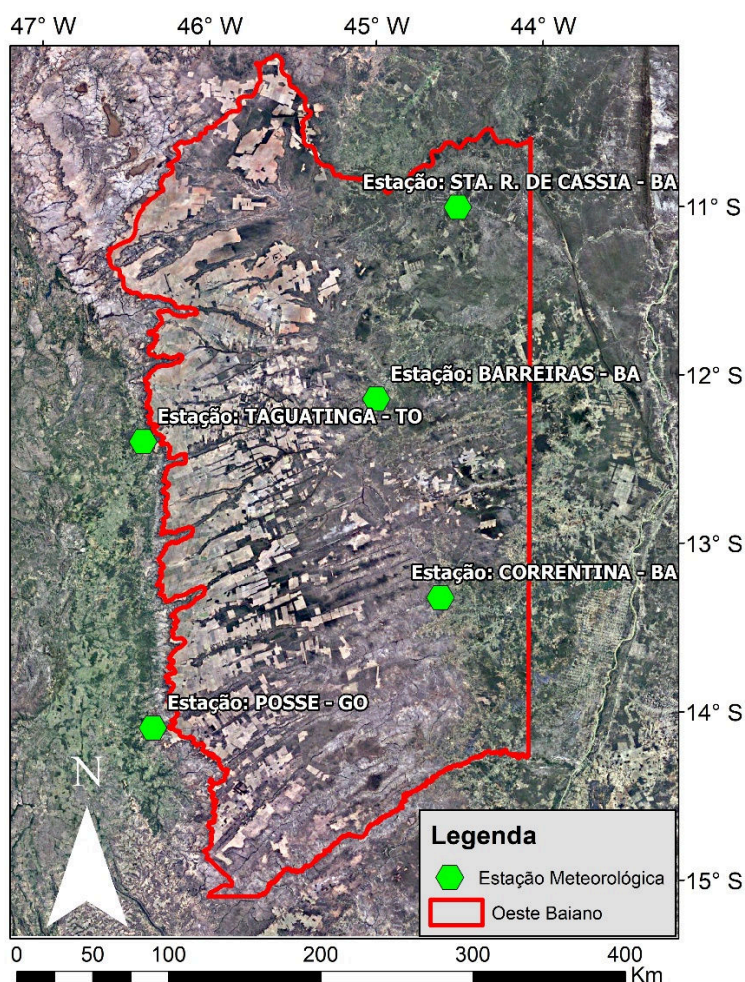 47° W 46° W 45° W 44° W
Estação: STA. R. DE CASSIA - BA
11° S
Estação: BARREIRAS - BA
12° S
Estação: TAGUATINGA - TO
13° S
Estação: CORRENTINA - BA
Estação: POSSE - GO
14° S
N
Legenda
Estação Meteorológica
Oeste Baiano
15° S
0 50 100 200 300 400
Km